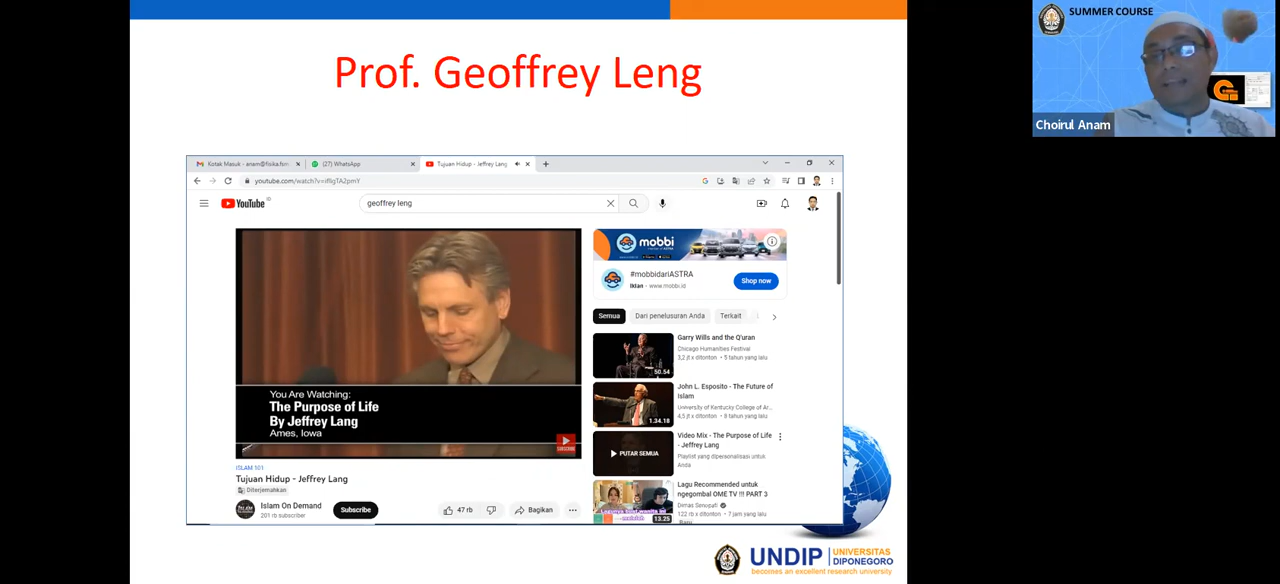 Prof. Geoffrey Leng
SUMMER COURSE
Choirul Anam
Kotak Masuk - anam@fisika.fsm
(27) WhatsApp
Tujuan Hidup - Jeffrey Lang
youtube.com/watch?v=ifllgTA2pmY
YouTube
ID
geoffrey leng
You Are Watching:
The Purpose of Life
By Jeffrey Lang
Ames, Iowa
SUBSCRIBE
ISLAM 101
Tujuan Hidup - Jeffrey Lang
Diterjemahkan
Islam On Demand
201 rb subscriber
Subscribe
47 rb
Bagikan
mobbi
#mobbidariASTRA
Iklan · www.mobbi.id
Shop now
Semua
Dari penelusuran Anda
Terkait
Garry Wills and the Q'uran
Chicago Humanities Festival
3,2 jt x ditonton · 5 tahun yang lalu
50.54
John L. Esposito - The Future of
Islam
University of Kentucky College of Ar...
4,5 jt x ditonton · 8 tahun yang lalu
1.34.18
Video Mix - The Purpose of Life
- Jeffrey Lang
Playlist yang dipersonalisasi untuk
Anda
PUTAR SEMUA
Lagu Recommended untuk
ngegombal OME TV !!! PART 3
Dimas Senopati
122 rb x ditonton · 7 jam yang lalu
Baru
13.25
UNDIP
UNIVERSITAS
DIPONEGORO
becomes an excellent research university